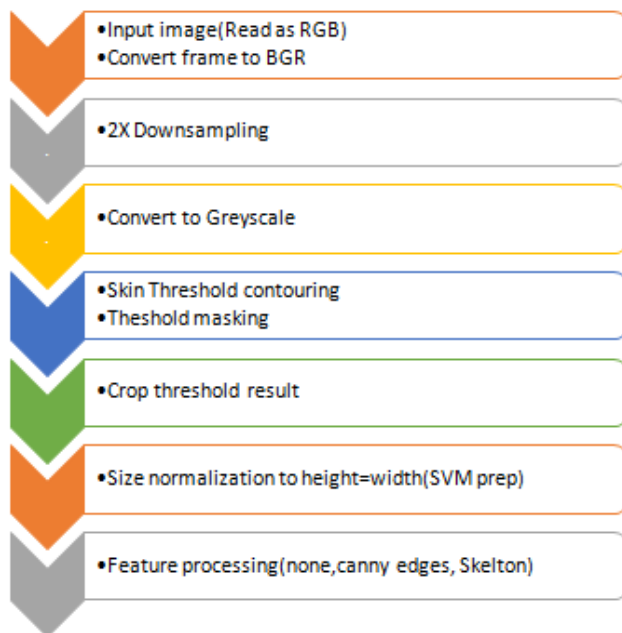 •Input image(Read as RGB)
•Convert frame to BGR
•2X Downsampling
•Convert to Greyscale
•Skin Threshold contouring
•Theshold masking
•Crop threshold result
•Size normalization to height=width(SVM prep)
•Feature processing(none,canny edges, Skelton)